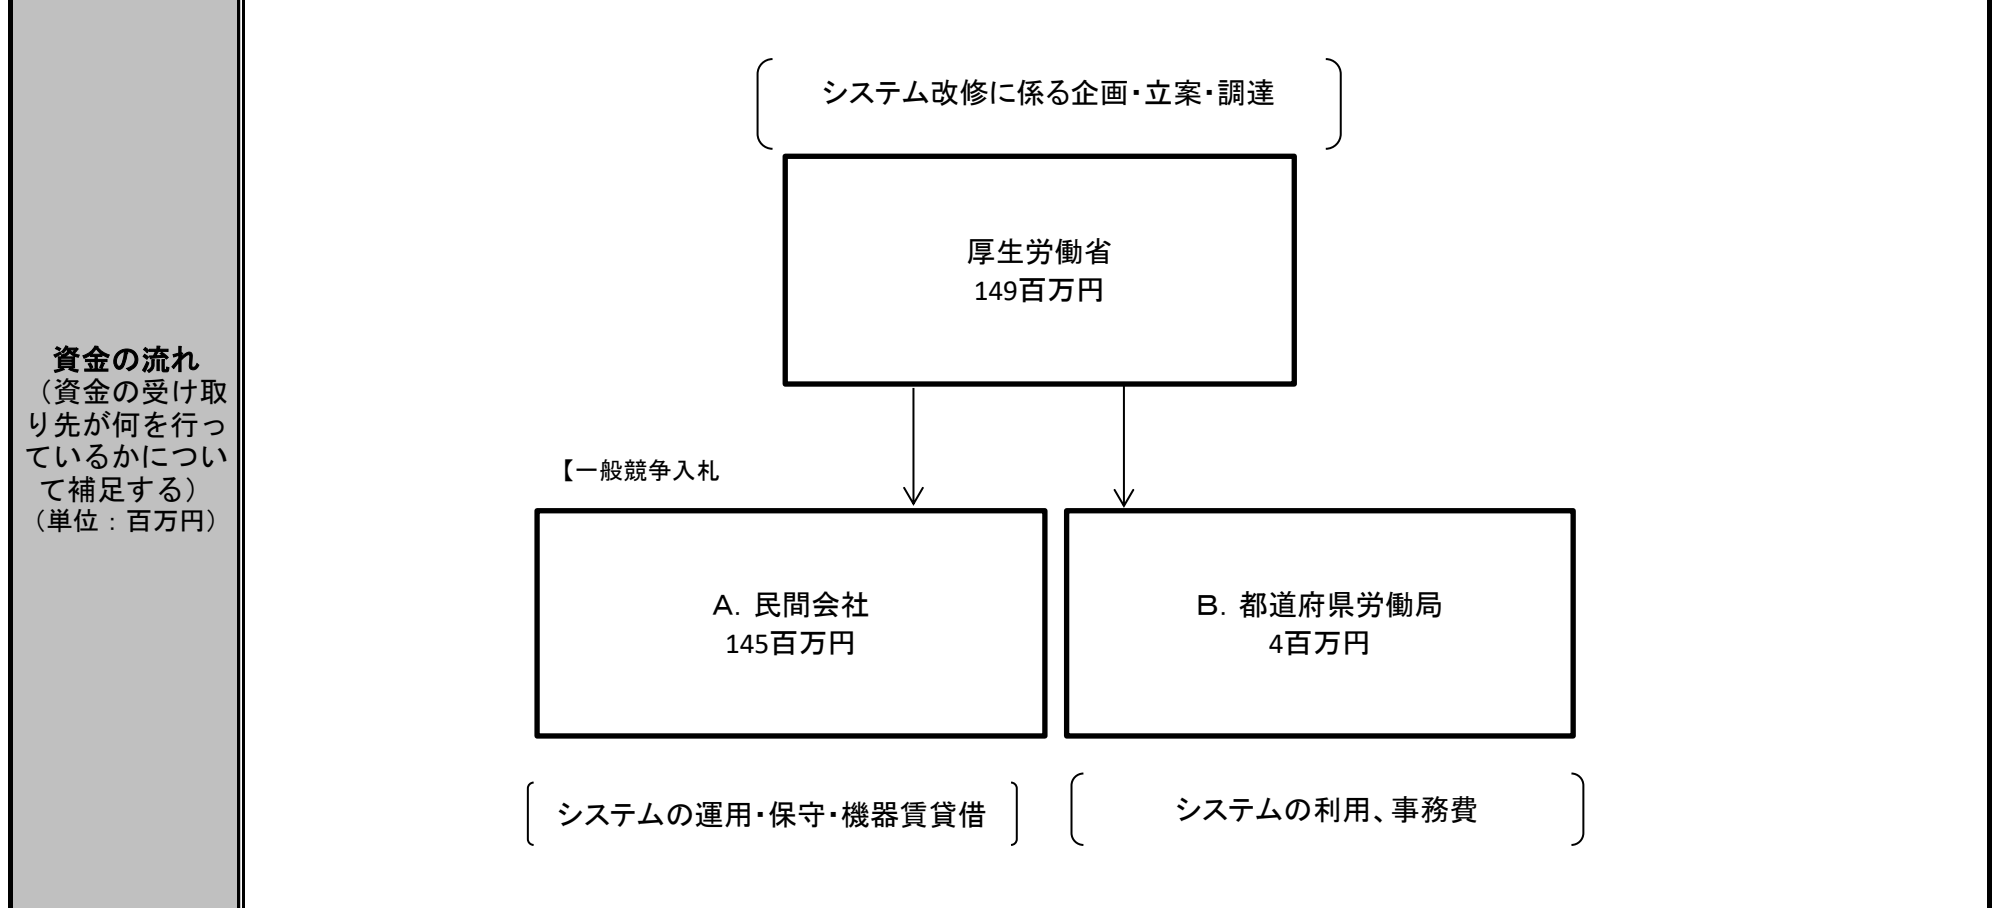 資金の流れ
（資金の受け取
り先が何を行っ
ているかについ
て補足する）
（単位：百万円）
システム改修に係る企画・立案・調達
厚生労働省
149百万円
【一般競争入札
Ａ．民間会社
145百万円
Ｂ．都道府県労働局
4百万円
システムの運用・保守・機器賃貸借
システムの利用、事務費